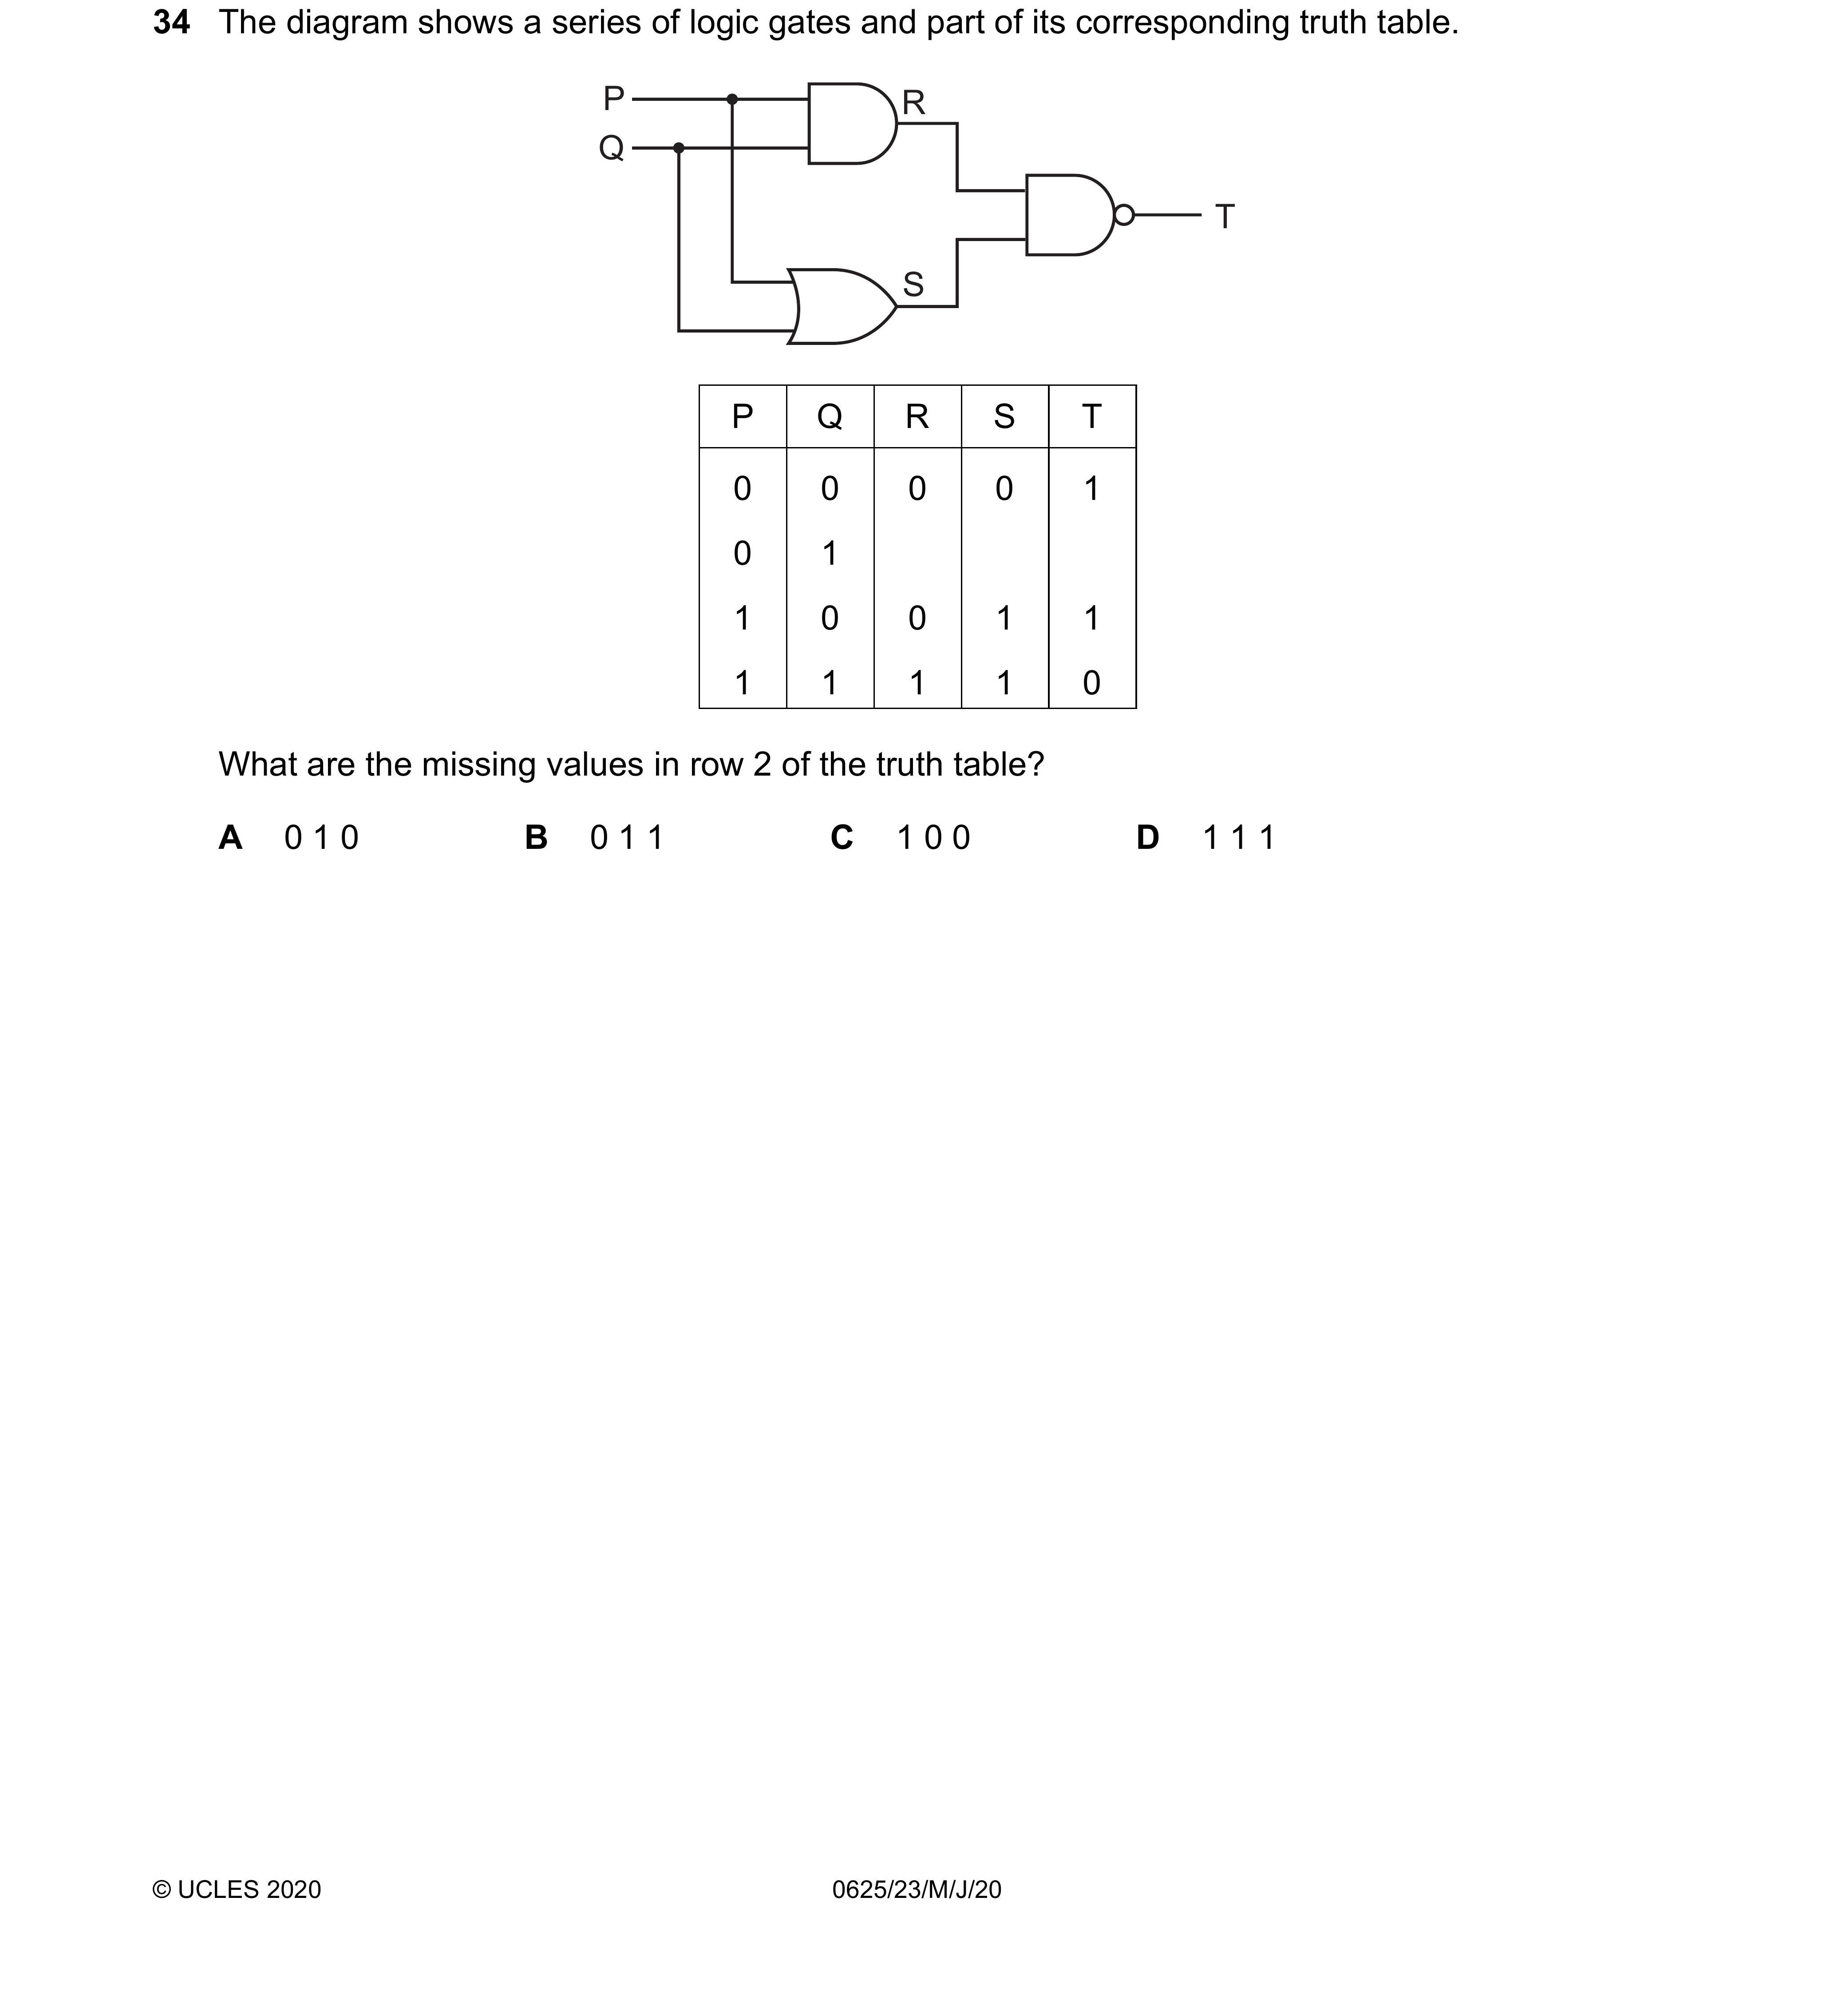 34 The diagram shows a series of logic gates and part of its corresponding truth table.
P
R
Q
T
S
P Q R S T
0 0 0 0 1
0 1
1 0 0 1 1
1 1 1 1 0
What are the missing values in row 2 of the truth table?
A 0 1 0 B 0 1 1 C 1 0 0 D 1 1 1
© UCLES 2020 0625/23/M/J/20